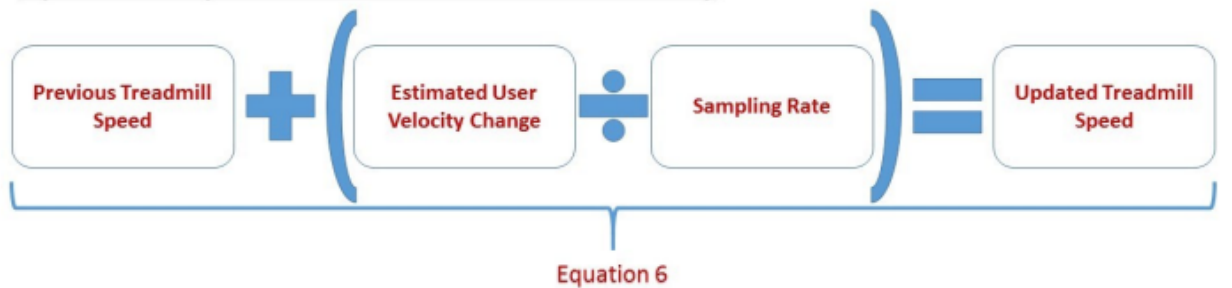 Previous Treadmill
Speed
Estimated User
Velocity Change
Sampling Rate
Updated Treadmill
Speed
Equation 6